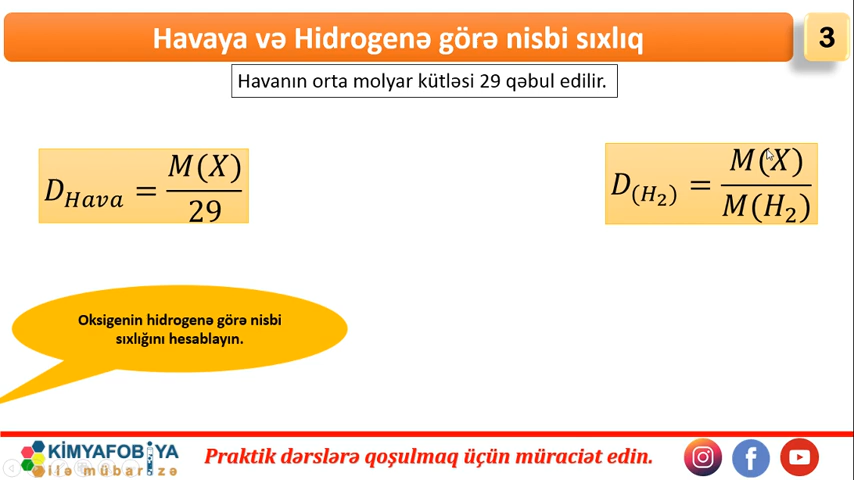 Havaya və Hidrogenə görə nisbi sıxlıq
3
Havanın orta molyar kütləsi 29 qəbul edilir.
D_Hava = M(X) / 29
D_(H₂) = M(X) / M(H₂)
Oksigenin hidrogenə görə nisbi
sıxlığını hesablayın.
KİMYAFOBİYA
ilə mübarizə
Praktik dərslərə qoşulmaq üçün müraciət edin.